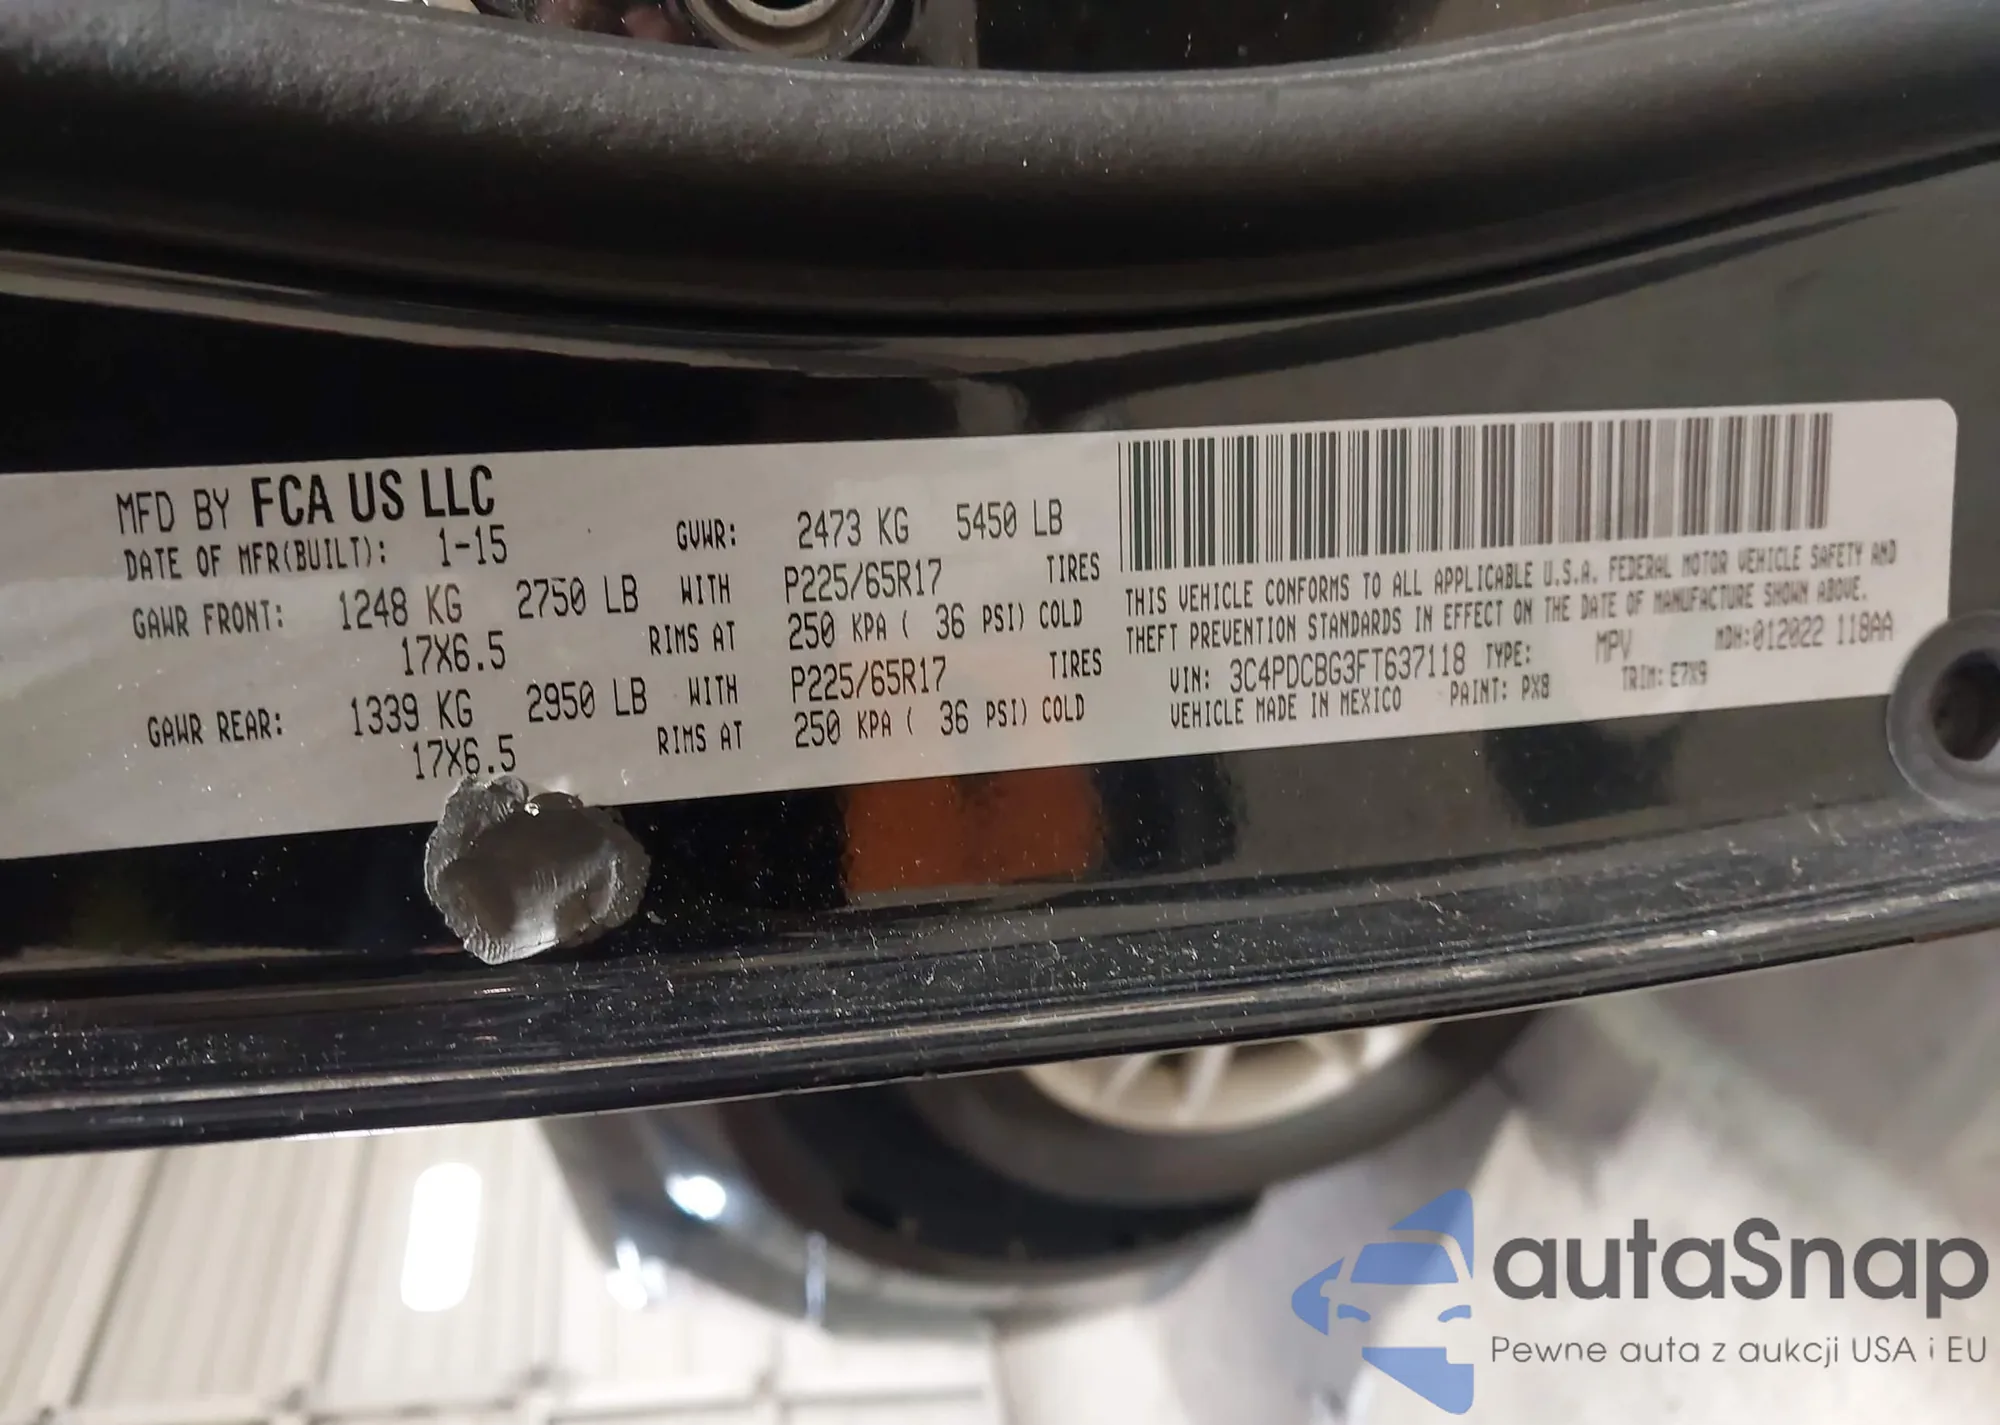 MFD BY FCA US LLC
DATE OF MFR(BUILT): 1-15 GVWR: 2473 KG 5450 LB
GAWR FRONT: 1248 KG 2750 LB WITH P225/65R17 TIRES
17X6.5 RIMS AT 250 KPA ( 36 PSI) COLD
GAWR REAR: 1339 KG 2950 LB WITH P225/65R17 TIRES
17X6.5 RIMS AT 250 KPA ( 36 PSI) COLD
THIS VEHICLE CONFORMS TO ALL APPLICABLE U.S.A. FEDERAL MOTOR VEHICLE SAFETY AND
THEFT PREVENTION STANDARDS IN EFFECT ON THE DATE OF MANUFACTURE SHOWN ABOVE.
VIN: 3C4PDCBG3FT637118 TYPE: MPV MDH:012022 118AA
VEHICLE MADE IN MEXICO PAINT: PX8 TRIM: E7X9
autaSnap
Pewne auta z aukcji USA i EU